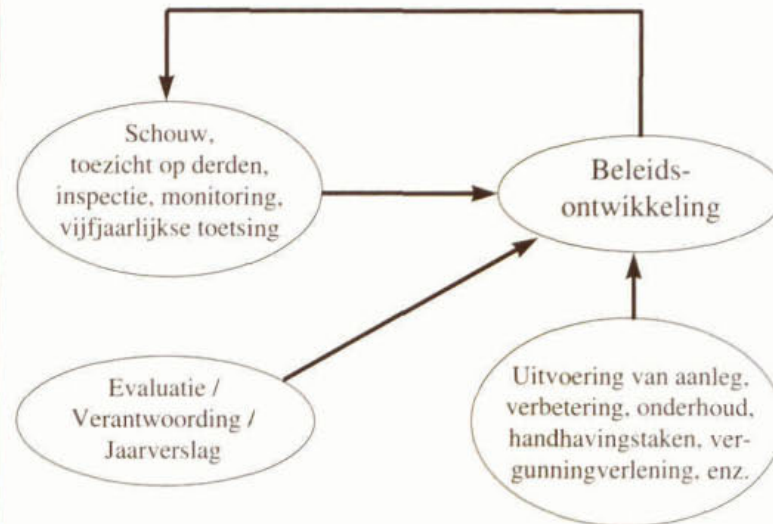 Schouw,
toezicht op derden,
inspectie, monitoring,
vijfjaarlijkse toetsing
Beleids-
ontwikkeling
Evaluatie /
Verantwoording /
Jaarverslag
Uitvoering van aanleg,
verbetering, onderhoud,
handhavingstaken, ver-
gunningverlening, enz.